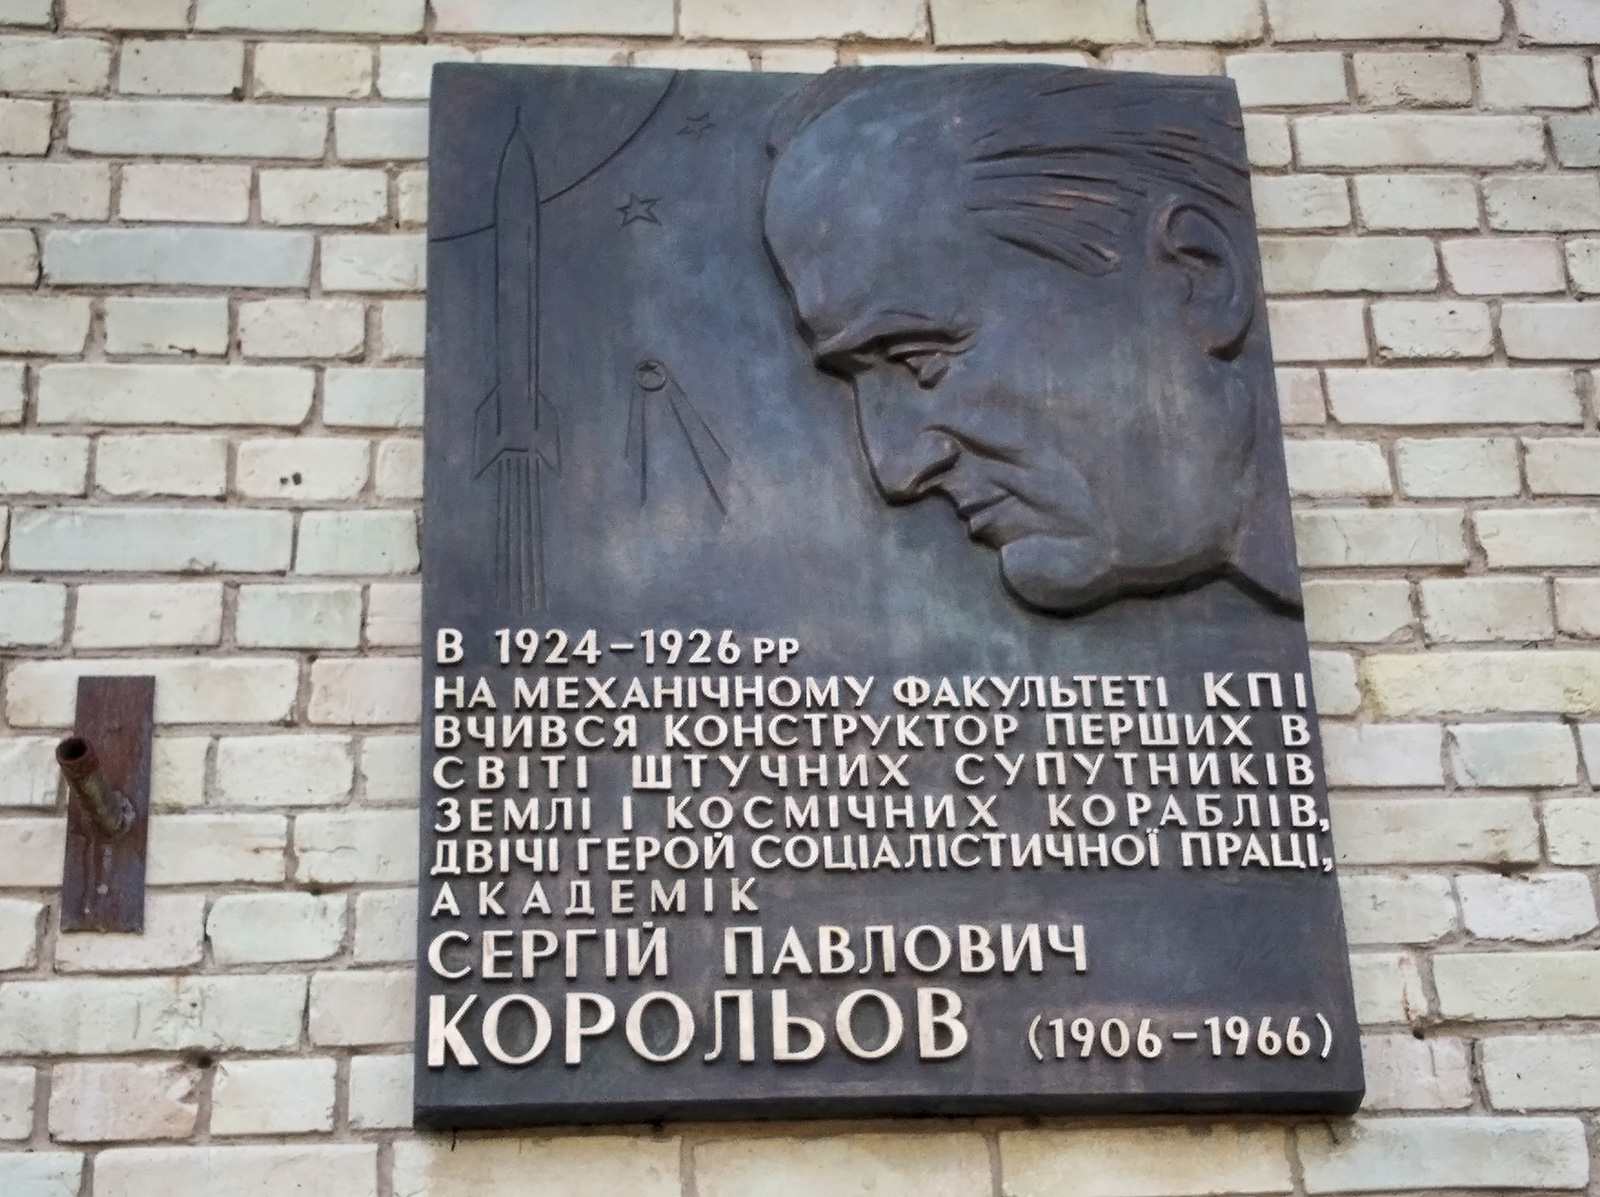 В 1924-1926 РР
НА МЕХАНІЧНОМУ ФАКУЛЬТЕТІ КПІ
ВЧИВСЯ КОНСТРУКТОР ПЕРШИХ В
СВІТІ ШТУЧНИХ СУПУТНИКІВ
ЗЕМЛІ І КОСМІЧНИХ КОРАБЛІВ,
ДВІЧІ ГЕРОЙ СОЦІАЛІСТИЧНОЇ ПРАЦІ,
АКАДЕМІК
СЕРГІЙ ПАВЛОВИЧ
КОРОЛЬОВ (1906-1966)